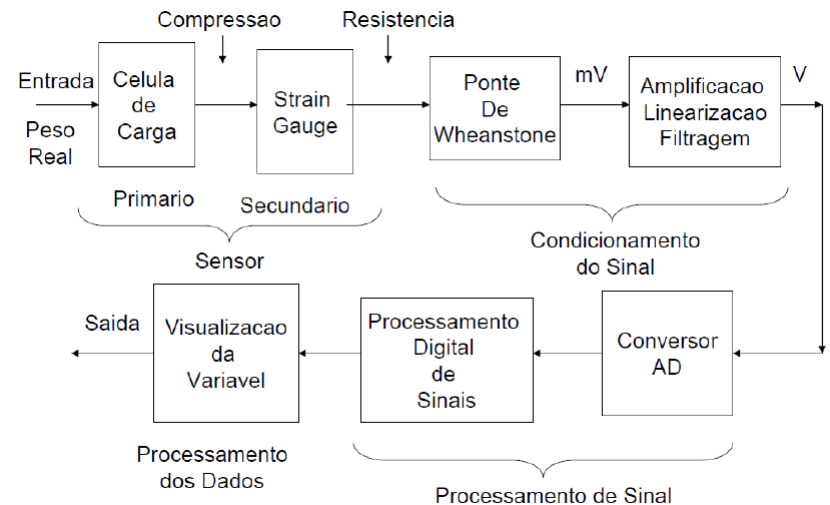 Compressao
Resistencia
Entrada
Peso
Real
Celula
de
Carga
Strain
Gauge
Ponte
De
Wheanstone
mV
Amplificacao
Linearizacao
Filtragem
V
Primario
Secundario
Sensor
Condicionamento
do Sinal
Saida
Visualizacao
da
Variavel
Processamento
Digital
de
Sinais
Conversor
AD
Processamento
dos Dados
Processamento de Sinal